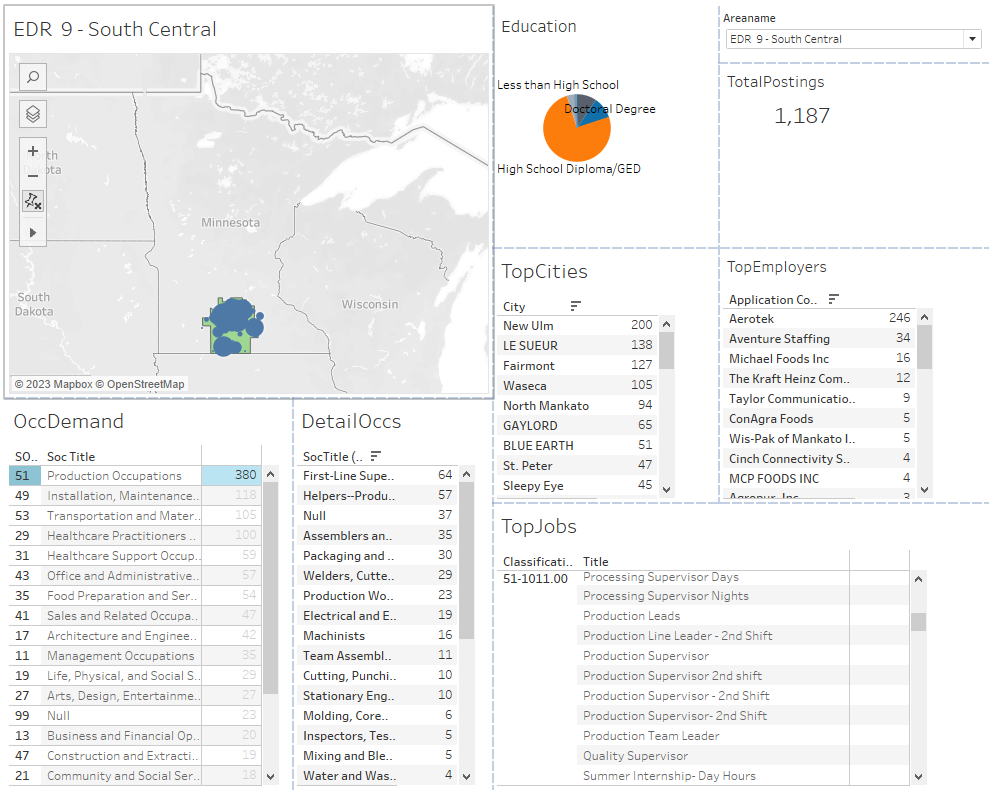 EDR 9 - South Central
Minnesota
Wisconsin
South
Dakota
© 2023 Mapbox © OpenStreetMap
Education
Less than High School
Doctoral Degree
High School Diploma/GED
Areaname
EDR 9 - South Central
TotalPostings
1,187
TopCities
City
New Ulm 200
LE SUEUR 138
Fairmont 127
Waseca 105
North Mankato 94
GAYLORD 65
BLUE EARTH 51
St. Peter 47
Sleepy Eye 45
TopEmployers
Application Co..
Aerotek 246
Aventure Staffing 34
Michael Foods Inc 16
The Kraft Heinz Com.. 12
Taylor Communicatio.. 9
ConAgra Foods 5
Wis-Pak of Mankato I.. 5
Cinch Connectivity S.. 4
MCP FOODS INC 4
OccDemand
SO.. Soc Title
51 Production Occupations 380
49 Installation, Maintenance.. 118
53 Transportation and Mater.. 105
29 Healthcare Practitioners .. 100
31 Healthcare Support Occup.. 59
43 Office and Administrative.. 57
35 Food Preparation and Ser.. 54
41 Sales and Related Occupa.. 47
17 Architecture and Enginee.. 42
11 Management Occupations 35
19 Life, Physical, and Social S.. 29
27 Arts, Design, Entertainme.. 27
99 Null 23
13 Business and Financial Op.. 20
47 Construction and Extracti.. 19
21 Community and Social Ser.. 18
DetailOccs
SocTitle (..
First-Line Supe.. 64
Helpers--Produ.. 57
Null 37
Assemblers an.. 35
Packaging and .. 30
Welders, Cutte.. 29
Production Wo.. 23
Electrical and E.. 19
Machinists 16
Team Assembl.. 11
Cutting, Punchi.. 10
Stationary Eng.. 10
Molding, Core.. 6
Inspectors, Tes.. 5
Mixing and Ble.. 5
Water and Was.. 4
TopJobs
Classificati.. Title
51-1011.00 Processing Supervisor Days
Processing Supervisor Nights
Production Leads
Production Line Leader - 2nd Shift
Production Supervisor
Production Supervisor 2nd shift
Production Supervisor - 2nd Shift
Production Supervisor- 2nd Shift
Production Team Leader
Quality Supervisor
Summer Internship- Day Hours